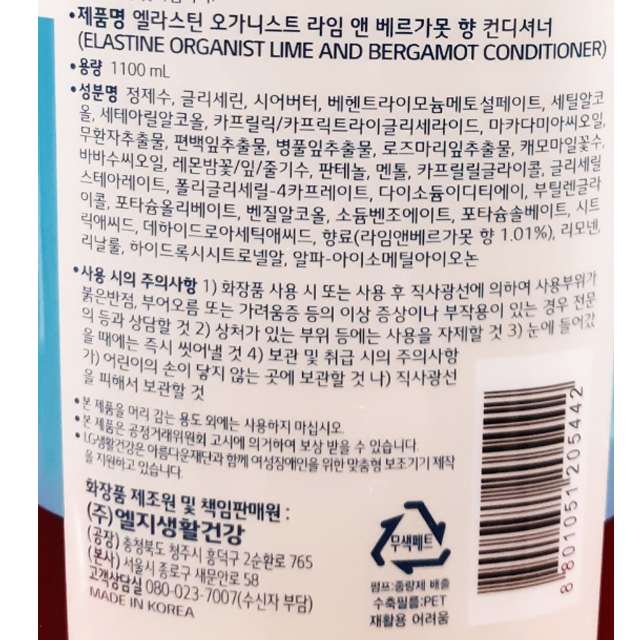 •제품명 엘라스틴 오가니스트 라임 앤 베르가못 향 컨디셔너
(ELASTINE ORGANIST LIME AND BERGAMOT CONDITIONER)
•용량 1100 mL
•성분명 정제수, 글리세린, 시어버터, 베헨트라이모늄메토설페이트, 세틸알코
올, 세테아릴알코올, 카프릴릭/카프릭트라이글리세라이드, 마카다미아씨오일,
무환자추출물, 편백잎추출물, 병풀잎추출물, 로즈마리잎추출물, 캐모마일꽃수,
바바수씨오일, 레몬밤꽃/잎/줄기수, 판테놀, 멘톨, 카프릴릴글라이콜, 글리세릴
스테아레이트, 폴리글리세릴-4카프레이트, 다이소듐이디티에이, 부틸렌글라
이콜, 포타슘올리베이트, 벤질알코올, 소듐벤조에이트, 포타슘솔베이트, 시트
릭애씨드, 데하이드로아세틱애씨드, 향료(라임앤베르가못 향 1.01%), 리모넨,
리날룰, 하이드록시시트로넬알, 알파-아이소메틸아이오논
•사용 시의 주의사항 1) 화장품 사용 시 또는 사용 후 직사광선에 의하여 사용부위가
붉은반점, 부어오름 또는 가려움증 등의 이상 증상이나 부작용이 있는 경우 전문
의 등과 상담할 것 2) 상처가 있는 부위 등에는 사용을 자제할 것 3) 눈에 들어갔
을 때에는 즉시 씻어낼 것 4) 보관 및 취급 시의 주의사항
가) 어린이의 손이 닿지 않는 곳에 보관할 것 나) 직사광선
을 피해서 보관할 것
•본 제품을 머리 감는 용도 외에는 사용하지 마십시오.
•본 제품은 공정거래위원회 고시에 의거하여 보상 받을 수 있습니다.
•LG생활건강은 아름다운재단과 함께 여성장애인을 위한 맞춤형 보조기기 제작
을 지원하고 있습니다.
화장품 제조원 및 책임판매원 :
(주)엘지생활건강
(공장) 충청북도 청주시 흥덕구 2순환로 765
(본사) 서울시 종로구 새문안로 58
고객상담실 080-023-7007(수신자 부담)
MADE IN KOREA
무색페트
펌프:중량제 배출
수축필름:PET
재활용 어려움
8 801051 205442